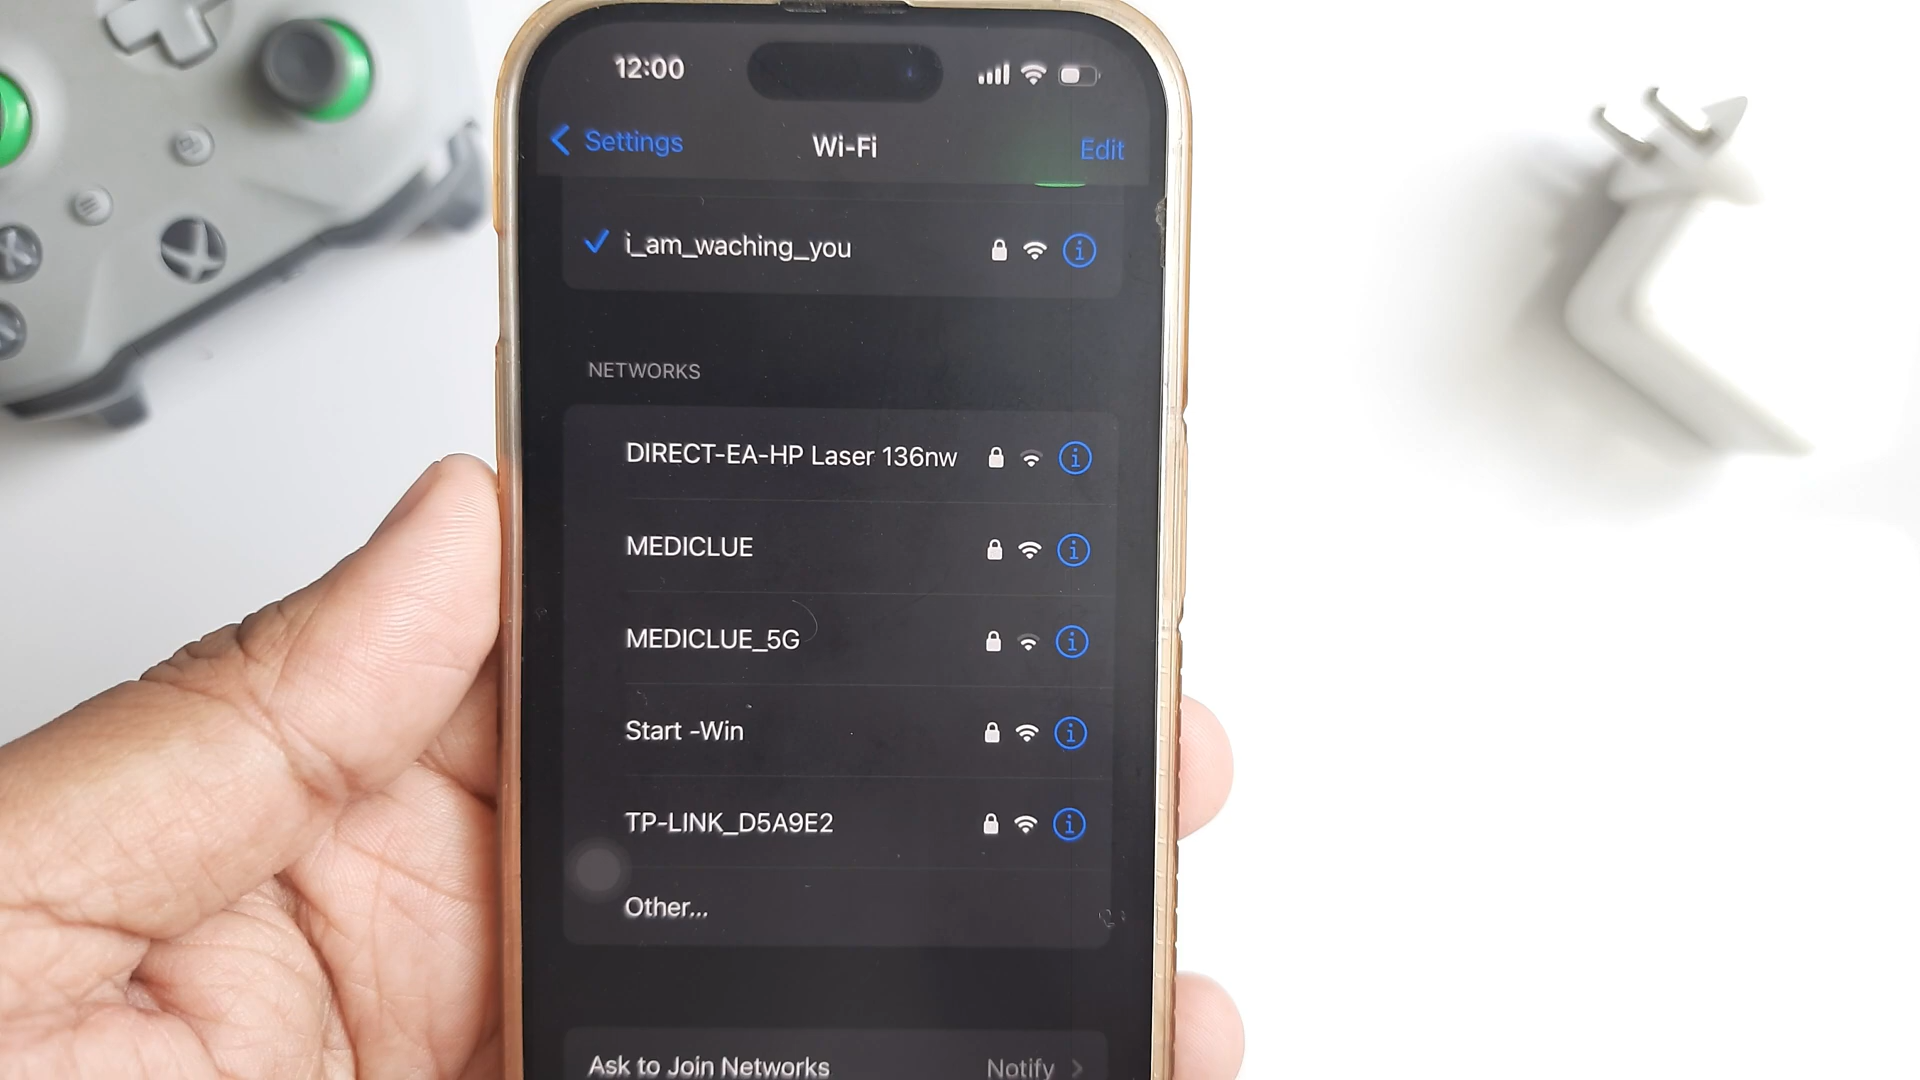 12:00
Settings
Wi-Fi
Edit
i_am_waching_you
NETWORKS
DIRECT-EA-HP Laser 136nw
MEDICLUE
MEDICLUE_5G
Start -Win
TP-LINK_D5A9E2
Other...
Ask to Join Networks
Notify